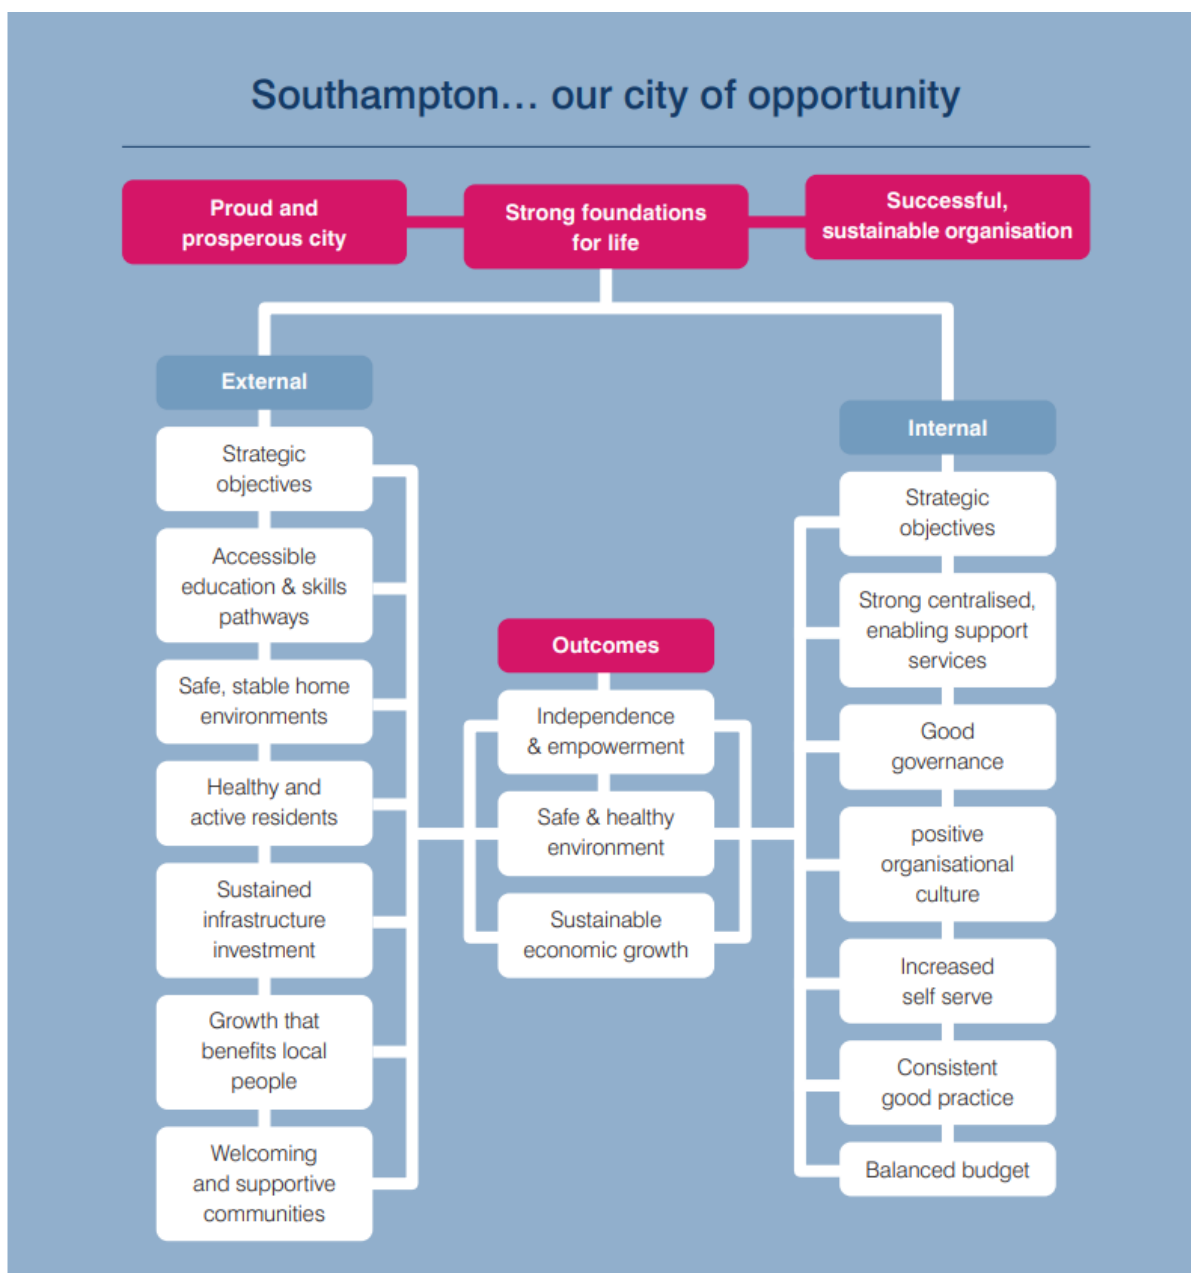 Southampton... our city of opportunity
Proud and
prosperous city
Strong foundations
for life
Successful,
sustainable organisation
External
Strategic
objectives
Accessible
education & skills
pathways
Safe, stable home
environments
Healthy and
active residents
Sustained
infrastructure
investment
Growth that
benefits local
people
Welcoming
and supportive
communities
Outcomes
Independence
& empowerment
Safe & healthy
environment
Sustainable
economic growth
Internal
Strategic
objectives
Strong centralised,
enabling support
services
Good
governance
positive
organisational
culture
Increased
self serve
Consistent
good practice
Balanced budget